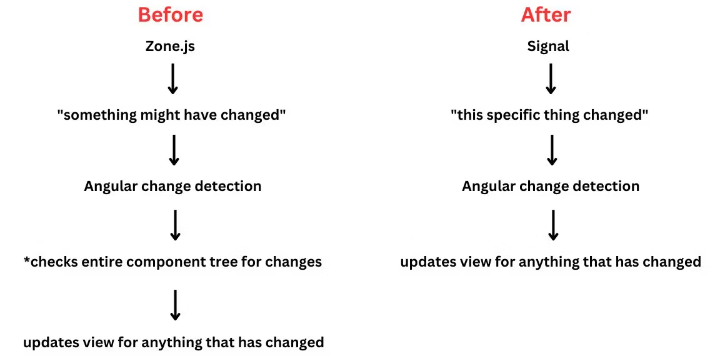 Before
Zone.js
"something might have changed"
Angular change detection
*checks entire component tree for changes
updates view for anything that has changed
After
Signal
"this specific thing changed"
Angular change detection
updates view for anything that has changed